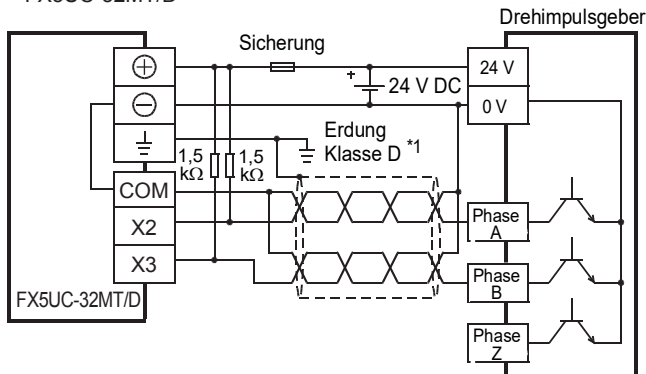 FX5UC-32MT/D
Drehimpulsgeber
Sicherung
24 V
+
24 V DC
0 V
Erdung
Klasse D *1
1,5
kΩ
1,5
kΩ
COM
X2
X3
Phase
A
Phase
B
Phase
Z
FX5UC-32MT/D